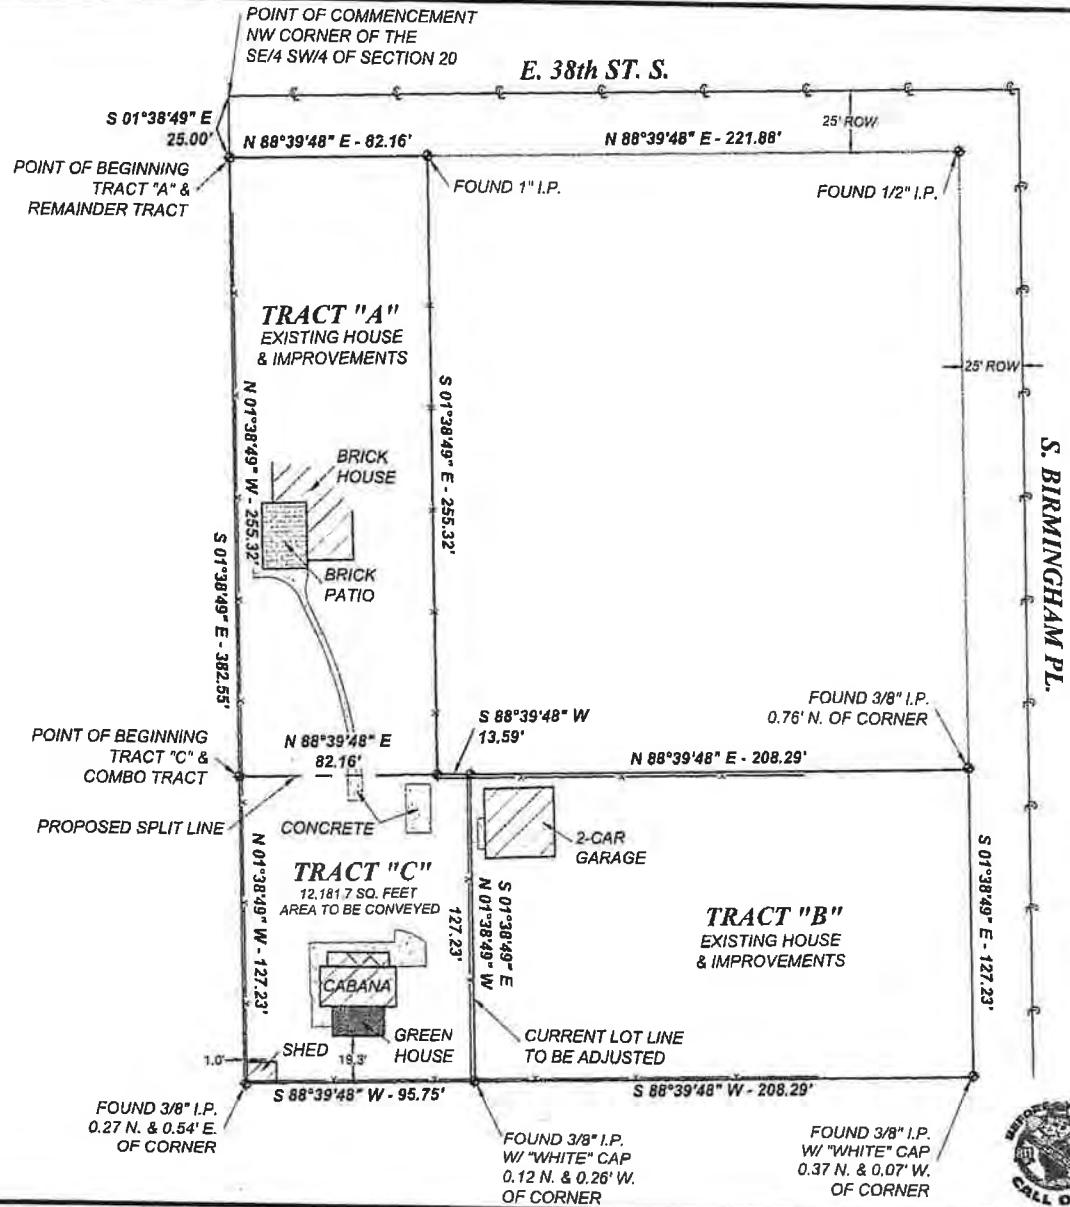 POINT OF COMMENCEMENT
NW CORNER OF THE
SE/4 SW/4 OF SECTION 20
E. 38th ST. S.
S 01°38'49" E
25.00'
N 88°39'48" E - 82.16'
N 88°39'48" E - 221.88'
25' ROW
POINT OF BEGINNING
TRACT "A" &
REMAINDER TRACT
FOUND 1" I.P.
FOUND 1/2" I.P.
TRACT "A"
EXISTING HOUSE
& IMPROVEMENTS
25' ROW
N 01°38'49" W - 255.32'
S 01°38'49" E - 255.32'
S. BIRMINGHAM PL.
BRICK
HOUSE
BRICK
PATIO
S 01°38'49" E - 382.55'
FOUND 3/8" I.P.
0.76' N. OF CORNER
S 88°39'48" W
13.59'
POINT OF BEGINNING
TRACT "C" &
COMBO TRACT
N 88°39'48" E
82.16'
N 88°39'48" E - 208.29'
PROPOSED SPLIT LINE
CONCRETE
2-CAR
GARAGE
TRACT "C"
12,181.7 SQ. FEET
AREA TO BE CONVEYED
N 01°38'49" W - 127.23'
127.23'
N 01°38'49" W
S 01°38'49" E
S 01°38'49" E - 127.23'
TRACT "B"
EXISTING HOUSE
& IMPROVEMENTS
CABANA
GREEN
HOUSE
CURRENT LOT LINE
TO BE ADJUSTED
SHED
1.0'
19.3'
S 88°39'48" W - 95.75'
S 88°39'48" W - 208.29'
FOUND 3/8" I.P.
0.27 N. & 0.54' E.
OF CORNER
FOUND 3/8" I.P.
W/ "WHITE" CAP
0.12 N. & 0.26' W.
OF CORNER
FOUND 3/8" I.P.
W/ "WHITE" CAP
0.37 N. & 0.07' W.
OF CORNER
BEFORE
CALL O